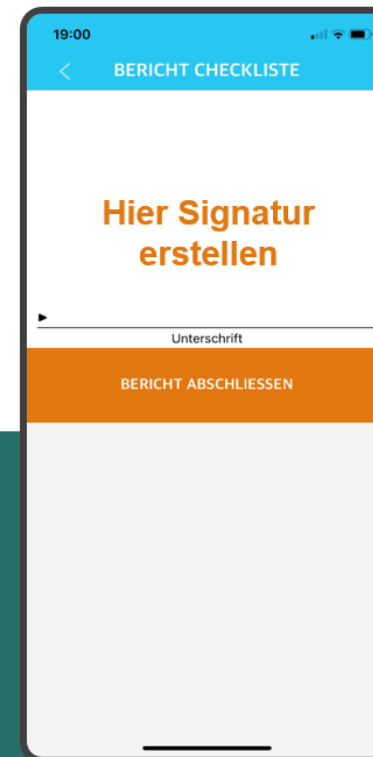 19:00
BERICHT CHECKLISTE
Hier Signatur
erstellen
Unterschrift
BERICHT ABSCHLIESSEN